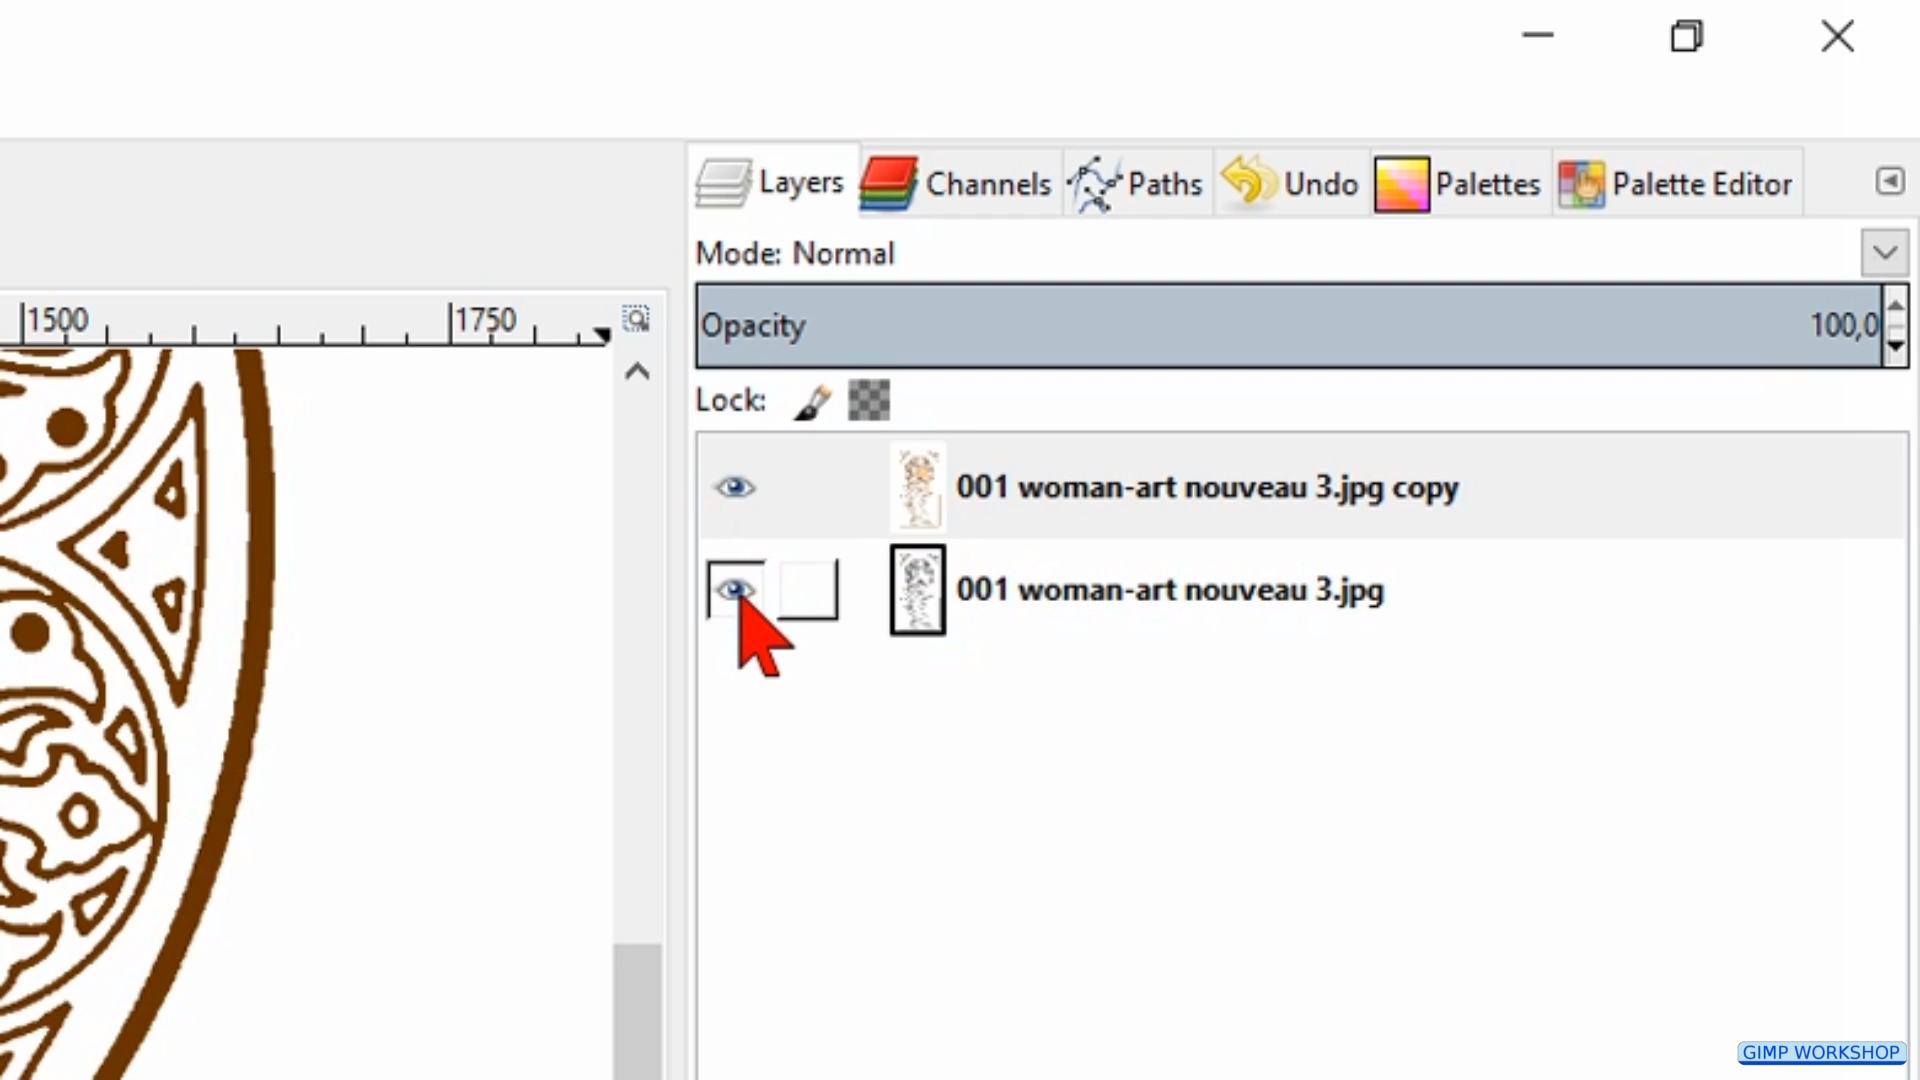 Layers Channels Paths Undo Palettes Palette Editor
Mode: Normal
1500 1750
Opacity 100,0
Lock:
001 woman-art nouveau 3.jpg copy
001 woman-art nouveau 3.jpg
GIMP WORKSHOP